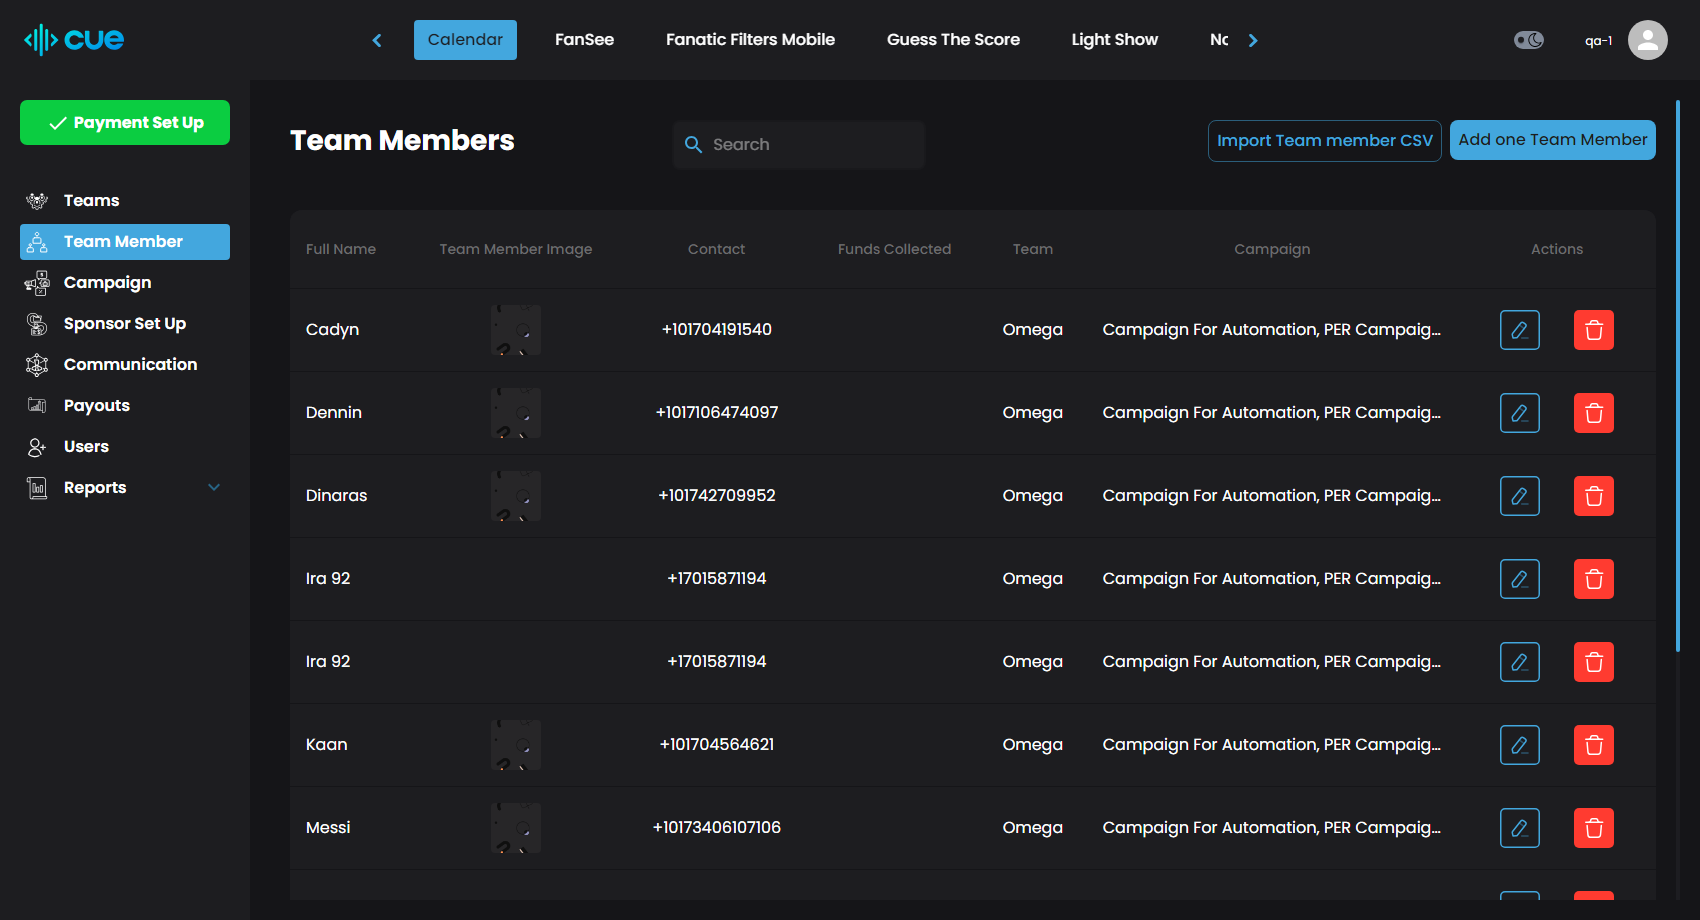 cue
Calendar
FanSee
Fanatic Filters Mobile
Guess The Score
Light Show
qa-1
Payment Set Up
Teams
Team Member
Campaign
Sponsor Set Up
Communication
Payouts
Users
Reports
Team Members
Search
Import Team member CSV
Add one Team Member
Full Name Team Member Image Contact Funds Collected Team Campaign Actions
Cadyn +101704191540 Omega Campaign For Automation, PER Campaig...
Dennin +1017106474097 Omega Campaign For Automation, PER Campaig...
Dinaras +101742709952 Omega Campaign For Automation, PER Campaig...
Ira 92 +17015871194 Omega Campaign For Automation, PER Campaig...
Ira 92 +17015871194 Omega Campaign For Automation, PER Campaig...
Kaan +101704564621 Omega Campaign For Automation, PER Campaig...
Messi +10173406107106 Omega Campaign For Automation, PER Campaig...